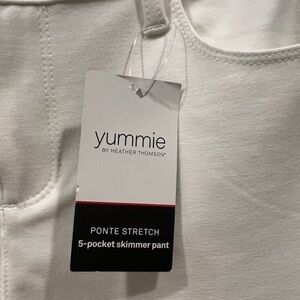 yummie
BY HEATHER THOMSON®
PONTE STRETCH
5-pocket skimmer pant